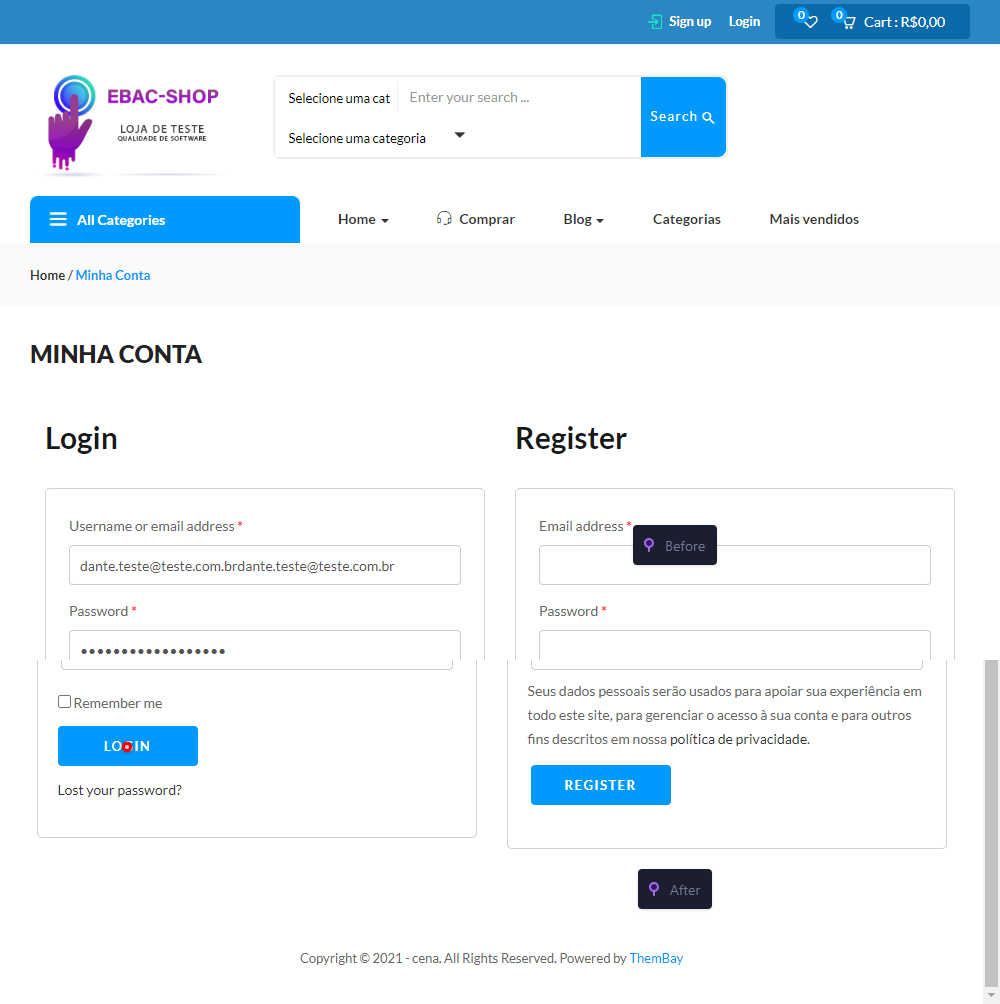 0
0
Sign up Login Cart : R$0,00
EBAC-SHOP
LOJA DE TESTE
QUALIDADE DE SOFTWARE
Selecione uma cat Enter your search ...
Selecione uma categoria
Search
All Categories Home Comprar Blog Categorias Mais vendidos
Home / Minha Conta
MINHA CONTA
Login
Username or email address *
dante.teste@teste.com.brdante.teste@teste.com.br
Password *
••••••••••••••••••
Remember me
LOGIN
Lost your password?
Register
Email address *
Before
Password *
Seus dados pessoais serão usados para apoiar sua experiência em
todo este site, para gerenciar o acesso à sua conta e para outros
fins descritos em nossa política de privacidade.
REGISTER
After
Copyright © 2021 - cena. All Rights Reserved. Powered by ThemBay